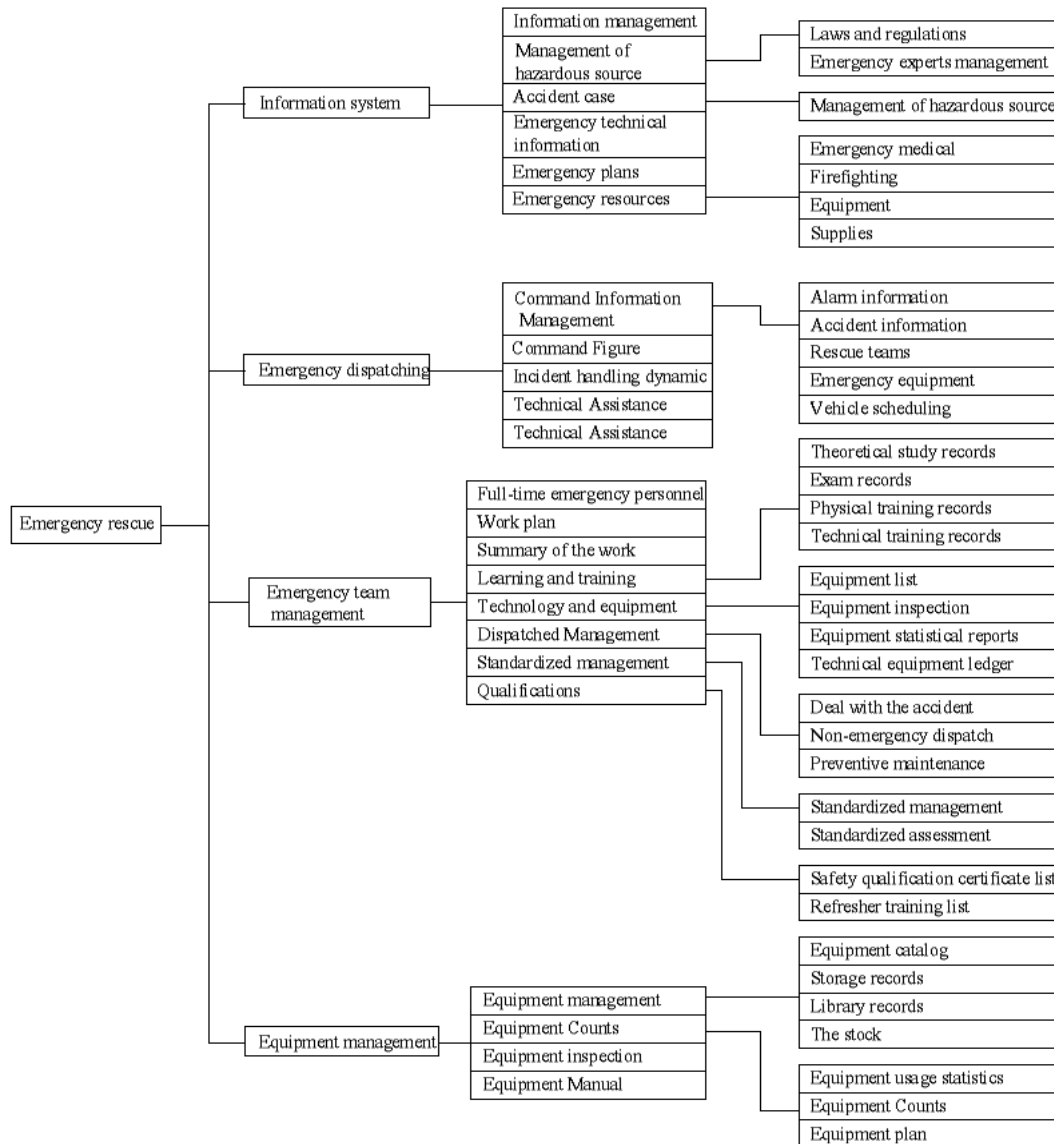 Emergency rescue
Information system
Information management
Management of
hazardous source
Accident case
Emergency technical
information
Emergency plans
Emergency resources
Laws and regulations
Emergency experts management
Management of hazardous source
Emergency medical
Firefighting
Equipment
Supplies
Emergency dispatching
Command Information
Management
Command Figure
Incident handling dynamic
Technical Assistance
Technical Assistance
Alarm information
Accident information
Rescue teams
Emergency equipment
Vehicle scheduling
Emergency team
management
Full-time emergency personnel
Work plan
Summary of the work
Learning and training
Technology and equipment
Dispatched Management
Standardized management
Qualifications
Theoretical study records
Exam records
Physical training records
Technical training records
Equipment list
Equipment inspection
Equipment statistical reports
Technical equipment ledger
Deal with the accident
Non-emergency dispatch
Preventive maintenance
Standardized management
Standardized assessment
Safety qualification certificate list
Refresher training list
Equipment management
Equipment management
Equipment Counts
Equipment inspection
Equipment Manual
Equipment catalog
Storage records
Library records
The stock
Equipment usage statistics
Equipment Counts
Equipment plan